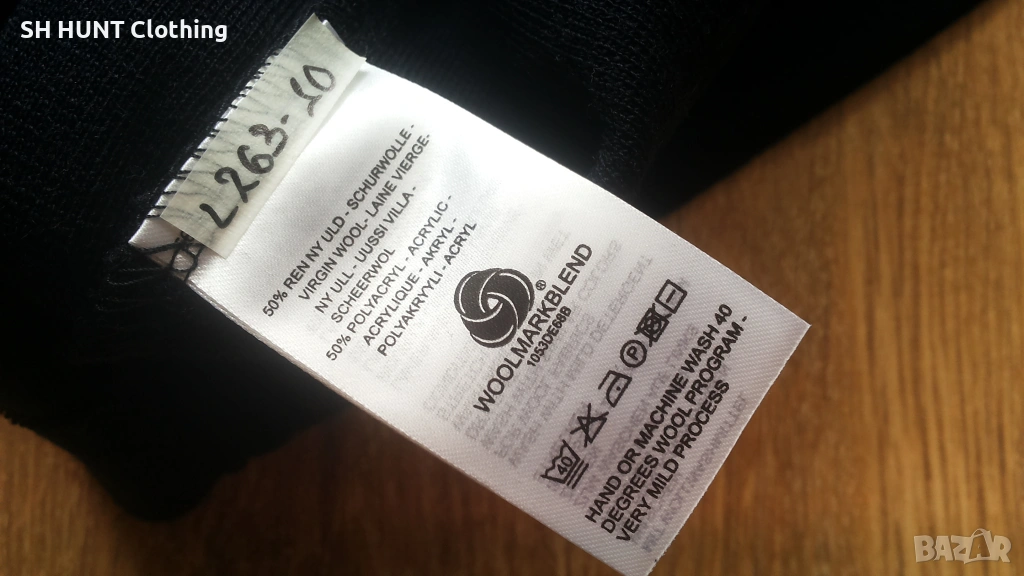 SH HUNT Clothing
L263-10
50% REN NY ULD - SCHURWOLLE -
VIRGIN WOOL - LAINE VIERGE -
NY ULL - UUSSI VILLA -
SCHEERWOL
50% POLYACRYL - ACRYLIC -
ACRYLIQUE - AKRYL -
POLYAKRYYLI - ACRYL
WOOLMARKBLEND®
40
P
HAND OR MACHINE WASH 40
DEGREES WOOL PROGRAM -
VERY MILD PROCESS
BAZAR